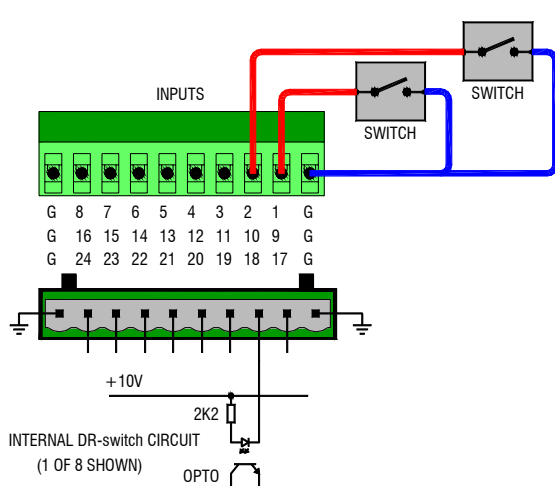 SWITCH
INPUTS
SWITCH
G 8 7 6 5 4 3 2 1 G
G 16 15 14 13 12 11 10 9 G
G 24 23 22 21 20 19 18 17 G
+10V
2K2
INTERNAL DR-switch CIRCUIT
(1 OF 8 SHOWN)
OPTO